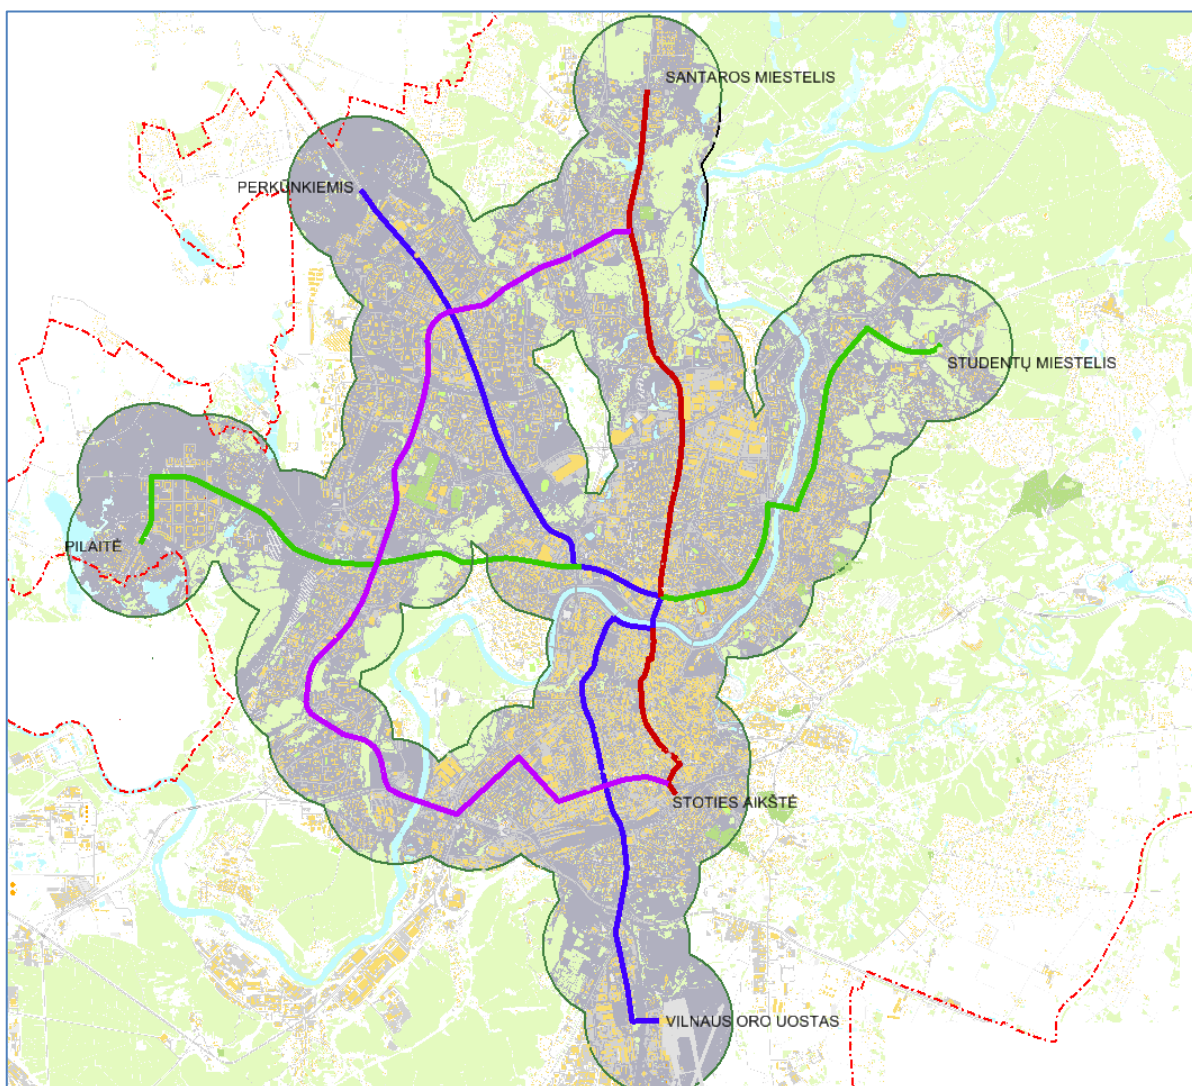 SANTAROS MIESTELIS
PERKŪNKIEMIS
STUDENTŲ MIESTELIS
PILAITĖ
STOTIES AIKŠTĖ
VILNAUS ORO UOSTAS